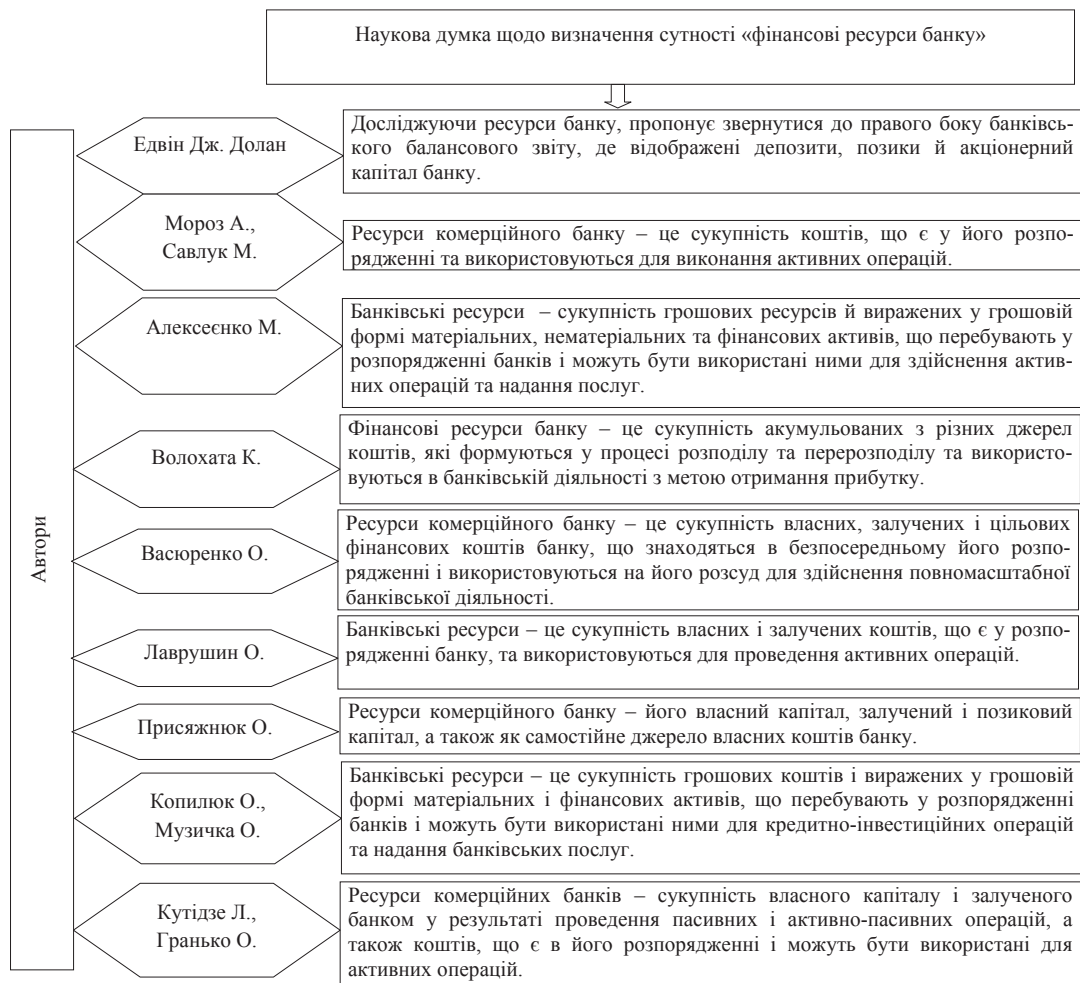 Наукова думка щодо визначення сутності «фінансові ресурси банку»
Автори
Едвін Дж. Долан
Досліджуючи ресурси банку, пропонує звернутися до правого боку банківсь-
кого балансового звіту, де відображені депозити, позики й акціонерний
капітал банку.
Мороз А.,
Савлук М.
Ресурси комерційного банку – це сукупність коштів, що є у його розпо-
рядженні та використовуються для виконання активних операцій.
Алексеєнко М.
Банківські ресурси – сукупність грошових ресурсів й виражених у грошовій
формі матеріальних, нематеріальних та фінансових активів, що перебувають у
розпорядженні банків і можуть бути використані ними для здійснення актив-
них операцій та надання послуг.
Волохата К.
Фінансові ресурси банку – це сукупність акумульованих з різних джерел
коштів, які формуються у процесі розподілу та перерозподілу та використо-
вуються в банківській діяльності з метою отримання прибутку.
Васюренко О.
Ресурси комерційного банку – це сукупність власних, залучених і цільових
фінансових коштів банку, що знаходяться в безпосередньому його розпо-
рядженні і використовуються на його розсуд для здійснення повномасштабної
банківської діяльності.
Лаврушин О.
Банківські ресурси – це сукупність власних і залучених коштів, що є у розпо-
рядженні банку, та використовуються для проведення активних операцій.
Присяжнюк О.
Ресурси комерційного банку – його власний капітал, залучений і позиковий
капітал, а також як самостійне джерело власних коштів банку.
Копилюк О.,
Музичка О.
Банківські ресурси – це сукупність грошових коштів і виражених у грошовій
формі матеріальних і фінансових активів, що перебувають у розпорядженні
банків і можуть бути використані ними для кредитно-інвестиційних операцій
та надання банківських послуг.
Кутідзе Л.,
Гранько О.
Ресурси комерційних банків – сукупність власного капіталу і залученого
банком у результаті проведення пасивних і активно-пасивних операцій, а
також коштів, що є в його розпорядженні і можуть бути використані для
активних операцій.